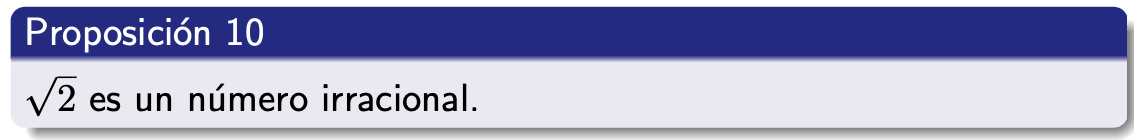 Proposición 10
√2 es un número irracional.